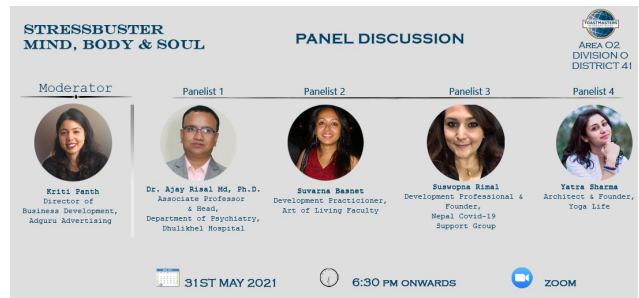 STRESSBUSTER
MIND, BODY & SOUL
PANEL DISCUSSION
TOASTMASTERS
AREA O2
DIVISION O
DISTRICT 41
Moderator
Kriti Panth
Director of
Business Development,
Adguru Advertising
Panelist 1
Dr. Ajay Risal Md, Ph.D.
Associate Professor
& Head,
Department of Psychiatry,
Dhulikhel Hospital
Panelist 2
Suvarna Basnet
Development Practicioner,
Art of Living Faculty
Panelist 3
Suswopna Rimal
Development Professional &
Founder,
Nepal Covid-19
Support Group
Panelist 4
Yatra Sharma
Architect & Founder,
Yoga Life
31ST MAY 2021
6:30 PM ONWARDS
ZOOM